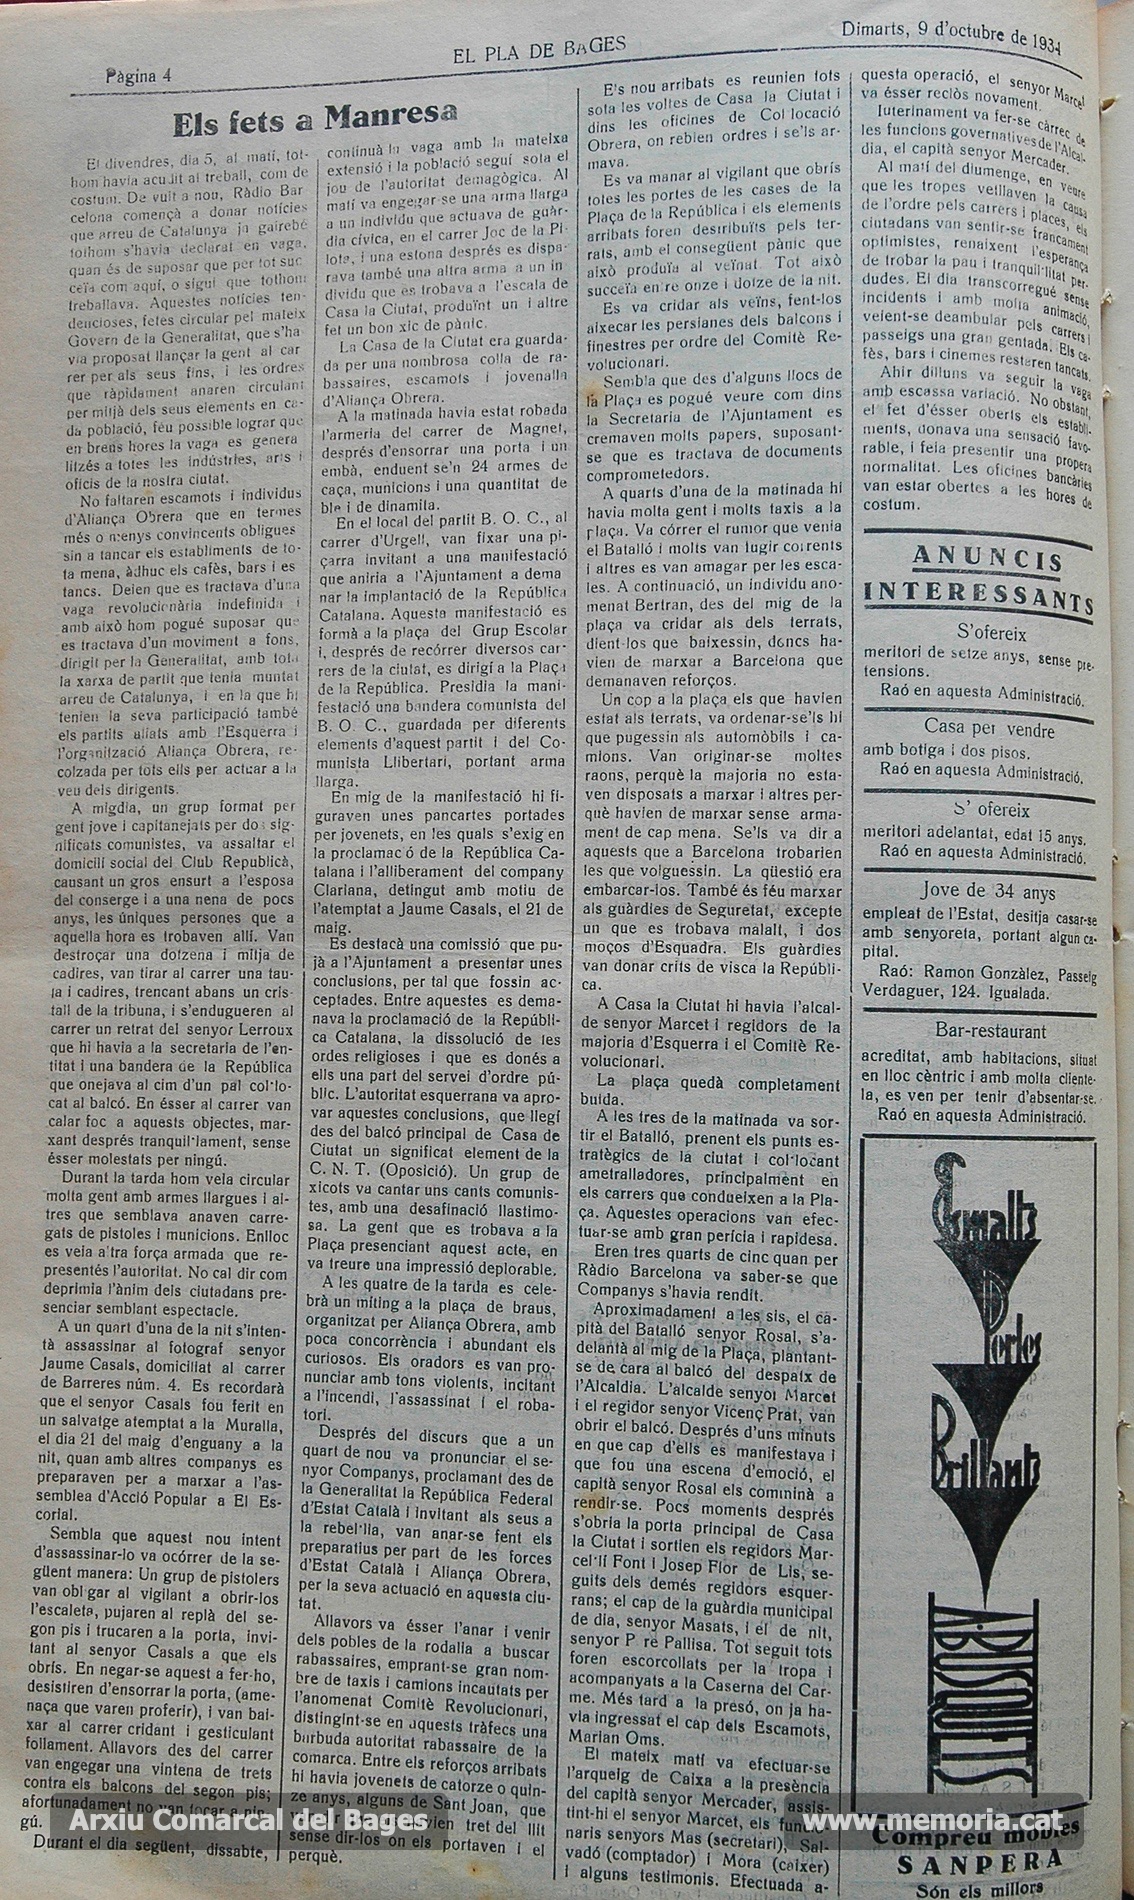 Pàgina 4
EL PLA DE BAGES
Dimarts, 9 d'octubre de 1934
Els fets a Manresa
El divendres, dia 5, al matí, tot-
hom havia acudit al treball, com de
costum. De vuit a nou, Ràdio Bar
celona començà a donar notícies
que arreu de Catalunya ja gairebé
tothom s'havia declarat en vaga,
quan és de suposar que per tot suc
ceïa com aquí, o sigui que tothom
treballava. Aquestes notícies ten-
dencioses, fetes circular pel mateix
Govern de la Generalitat, que s'ha-
via proposat llançar la gent al car
rer per als seus fins, i les ordres
que ràpidament anaren circulant
per mitjà dels seus elements en ca-
da població, féu possible lograr que
en breus hores la vaga es genera
litzés a totes les indústries, arts i
oficis de la nostra ciutat.
No faltaren escamots i individus
d'Aliança Obrera que en termes
més o menys convincents obligues
sin a tancar els establiments de to-
ta mena, àdhuc els cafès, bars i es
tancs. Deien que es tractava d'una
vaga revolucionària indefinida i
amb això hom pogué suposar que
es tractava d'un moviment a fons,
dirigit per la Generalitat, amb tota
la xarxa de partit que tenia muntat
arreu de Catalunya, i en la que hi
tenien la seva participació també
els partits aliats amb l'Esquerra i
l'organització Aliança Obrera, re-
colzada per tots ells per actuar a la
veu dels dirigents.
A migdia, un grup format per
gent jove i capitanejats per dos sig-
nificats comunistes, va assaltar el
domicili social del Club Republicà,
causant un gros ensurt a l'esposa
del conserge i a una nena de pocs
anys, les úniques persones que a
aquella hora es trobaven allí. Van
destroçar una dotzena i mitja de
cadires, van tirar al carrer una tau-
la i cadires, trencant abans un cris-
tall de la tribuna, i s'endugueren al
carrer un retrat del senyor Lerroux
que hi havia a la secretaria de l'en-
titat i una bandera de la República
que onejava al cim d'un pal col·lo-
cat al balcó. En ésser al carrer van
calar foc a aquests objectes, mar-
xant després tranquil·lament, sense
ésser molestats per ningú.
Durant la tarda hom veia circular
molta gent amb armes llargues i al-
tres que semblava anaven carre-
gats de pistoles i municions. Enlloc
es veia altra força armada que re-
presentés l'autoritat. No cal dir com
deprimia l'ànim dels ciutadans pre-
senciar semblant espectacle.
A un quart d'una de la nit s'inten-
tà assassinar al fotograf senyor
Jaume Casals, domiciliat al carrer
de Barreres núm. 4. Es recordarà
que el senyor Casals fou ferit en
un salvatge atemptat a la Muralla,
el dia 21 del maig d'enguany a la
nit, quan amb altres companys es
preparaven per a marxar a l'as-
semblea d'Acció Popular a El Es-
corial.
Sembla que aquest nou intent
d'assassinar-lo va ocórrer de la se-
güent manera: Un grup de pistolers
van obligar al vigilant a obrir-los
l'escaleta, pujaren al replà del se-
gon pis i trucaren a la porta, invi-
tant al senyor Casals a que els
obrís. En negar-se aquest a fer-ho,
desistiren d'ensorrar la porta, (ame-
naça que varen proferir), i van bai-
xar al carrer cridant i gesticulant
follament. Allavors des del carrer
van engegar una vintena de trets
contra els balcons del segon pis;
afortunadament no van tocar a nin-
gú.
Durant el dia següent, dissabte,
continuà la vaga amb la mateixa
extensió i la població seguí sota el
jou de l'autoritat demagògica. Al
matí va engegar-se una arma llarga
a un individu que actuava de guàr-
dia cívica, en el carrer Joc de la Pi-
lota, i una estona després es dispa-
rava també una altra arma a un in
dividu que es trobava a l'escala de
Casa la Ciutat, produint un i altre
fet un bon xic de pànic.
La Casa de la Ciutat era guarda-
da per una nombrosa colla de ra-
bassaires, escamots i jovenalla
d'Aliança Obrera.
A la matinada havia estat robada
l'armeria del carrer de Magnet,
després d'ensorrar una porta i un
embà, enduent se'n 24 armes de
caça, municions i una quantitat de
ble i de dinamita.
En el local del partit B. O. C., al
carrer d'Urgell, van fixar una pi-
çarra invitant a una manifestació
que aniria a l'Ajuntament a dema
nar la implantació de la República
Catalana. Aquesta manifestació es
formà a la plaça del Grup Escolar
i, després de recórrer diversos car-
rers de la ciutat, es dirigí a la Plaça
de la República. Presidia la mani-
festació una bandera comunista del
B. O. C., guardada per diferents
elements d'aquest partit i del Co-
munista Llibertari, portant arma
llarga.
En mig de la manifestació hi fi-
guraven unes pancartes portades
per jovenets, en les quals s'exig en
la proclamació de la República Ca-
talana i l'alliberament del company
Clariana, detingut amb motiu de
l'atemptat a Jaume Casals, el 21 de
maig.
Es destacà una comissió que pu-
jà a l'Ajuntament a presentar unes
conclusions, per tal que fossin ac-
ceptades. Entre aquestes es dema-
nava la proclamació de la Repúbli-
ca Catalana, la dissolució de les
ordes religioses i que es donés a
ells una part del servei d'ordre pú-
blic. L'autoritat esquerrana va apro-
var aquestes conclusions, que llegí
des del balcó principal de Casa de
Ciutat un significat element de la
C. N. T. (Oposició). Un grup de
xicots va cantar uns cants comunis-
tes, amb una desafinació llastimo-
sa. La gent que es trobava a la
Plaça presenciant aquest acte, en
va treure una impressió deplorable.
A les quatre de la tarda es cele-
brà un míting a la plaça de braus,
organitzat per Aliança Obrera, amb
poca concorrència i abundant els
curiosos. Els oradors es van pro-
nunciar amb tons violents, incitant
a l'incendi, l'assassinat i el roba-
tori.
Després del discurs que a un
quart de nou va pronunciar el se-
nyor Companys, proclamant des de
la Generalitat la República Federal
d'Estat Català i invitant als seus a
la rebel·lia, van anar-se fent els
preparatius per part de les forces
d'Estat Català i Aliança Obrera,
per la seva actuació en aquesta ciu-
tat.
Allavors va ésser l'anar i venir
dels pobles de la rodalia a buscar
rabassaires, emprant-se gran nom-
bre de taxis i camions incautats per
l'anomenat Comitè Revolucionari,
distingint-se en aquests tràfecs una
barbuda autoritat rabassaire de la
comarca. Entre els reforços arribats
hi havia jovenets de catorze o quin-
ze anys, alguns de Sant Joan, que
havien tret del llit
sense dir-los on els portaven i el
perquè.
Els nou arribats es reunien tots
sota les voltes de Casa la Ciutat i
dins les oficines de Col·locació
Obrera, on rebien ordres i se'ls ar-
mava.
Es va manar al vigilant que obrís
totes les portes de les cases de la
Plaça de la República i els elements
arribats foren destribuïts pels ter-
rats, amb el consegüent pànic que
això produïa al veïnat. Tot això
succeïa entre onze i dotze de la nit.
Es va cridar als veïns, fent-los
aixecar les persianes dels balcons i
finestres per ordre del Comitè Re-
volucionari.
Sembla que des d'alguns llocs de
la Plaça es pogué veure com dins
la Secretaria de l'Ajuntament es
cremaven molts papers, suposant-
se que es tractava de documents
comprometedors.
A quarts d'una de la matinada hi
havia molta gent i molts taxis a la
plaça. Va córrer el rumor que venia
el Batalló i molts van fugir corrents
i altres es van amagar per les esca-
les. A continuació, un individu ano-
menat Bertran, des del mig de la
plaça va cridar als dels terrats,
dient-los que baixessin, doncs ha-
vien de marxar a Barcelona que
demanaven reforços.
Un cop a la plaça els que havien
estat als terrats, va ordenar-se'ls hi
que pugessin als automòbils i ca-
mions. Van originar-se moltes
raons, perquè la majoria no esta-
ven disposats a marxar i altres per-
què havien de marxar sense arma-
ment de cap mena. Se'ls va dir a
aquests que a Barcelona trobarien
les que volguessin. La qüestió era
embarcar-los. També és féu marxar
als guàrdies de Seguretat, excepte
un que es trobava malalt, i dos
moços d'Esquadra. Els guàrdies
van donar crits de visca la Repúbli-
ca.
A Casa la Ciutat hi havia l'alcal-
de senyor Marcet i regidors de la
majoria d'Esquerra i el Comitè Re-
volucionari.
La plaça quedà completament
buida.
A les tres de la matinada va sor-
tir el Batalló, prenent els punts es-
tratègics de la ciutat i col·locant
ametralladores, principalment en
els carrers que condueixen a la Pla-
ça. Aquestes operacions van efec-
tuar-se amb gran perícia i rapidesa.
Eren tres quarts de cinc quan per
Ràdio Barcelona va saber-se que
Companys s'havia rendit.
Aproximadament a les sis, el ca-
pità del Batalló senyor Rosal, s'a-
delantà al mig de la Plaça, plantant-
se de cara al balcó del despatx de
l'Alcaldia. L'alcalde senyor Marcet
i el regidor senyor Vicenç Prat, van
obrir el balcó. Després d'uns minuts
en que cap d'ells es manifestava i
que fou una escena d'emoció, el
capità senyor Rosal els comminà a
rendir-se. Pocs moments després
s'obria la porta principal de Casa
la Ciutat i sortien els regidors Mar-
cel·lí Font i Josep Flor de Lis, se-
guits dels demés regidors esquer-
rans; el cap de la guàrdia municipal
de dia, senyor Masats, i el de nit,
senyor P re Pallisa. Tot seguit tots
foren escorcollats per la tropa i
acompanyats a la Caserna del Car-
me. Més tard a la presó, on ja ha-
via ingressat el cap dels Escamots,
Marian Oms.
El mateix matí va efectuar-se
l'arqueig de Caixa a la presència
del capità senyor Mercader, assis-
tint-hi el senyor Marcet, els funcio-
naris senyors Mas (secretari), Sal-
vadó (comptador) i Mora (caixer)
i alguns testimonis. Efectuada a-
questa operació, el senyor Marcet
va ésser reclòs novament.
Interinament va fer-se càrrec de
les funcions governatives de l'Alcal-
dia, el capità senyor Mercader.
Al matí del diumenge, en veure
que les tropes vetllaven la causa
de l'ordre pels carrers i places, els
ciutadans van sentir-se francament
optimistes, renaixent l'esperança
de trobar la pau i tranquil·litat per-
dudes. El dia transcorregué sense
incidents i amb molta animació,
veient-se deambular pels carrers i
passeigs una gran gentada. Els ca-
fès, bars i cinemes restaren tancats.
Ahir dilluns va seguir la vaga
amb escassa variació. No obstant,
el fet d'ésser oberts els establi-
ments, donava una sensació favo-
rable, i feia presentir una propera
normalitat. Les oficines bancàries
van estar obertes a les hores de
costum.
ANUNCIS
INTERESSANTS
S'ofereix
meritori de setze anys, sense pre-
tensions.
Raó en aquesta Administració.
Casa per vendre
amb botiga i dos pisos.
Raó en aquesta Administració.
S' ofereix
meritori adelantat, edat 15 anys.
Raó en aquesta Administració.
Jove de 34 anys
empleat de l'Estat, desitja casar-se
amb senyoreta, portant algun ca-
pital.
Raó: Ramon Gonzàlez, Passeig
Verdaguer, 124. Igualada.
Bar-restaurant
acreditat, amb habitacions, situat
en lloc cèntric i amb molta cliente-
la, es ven per tenir d'absentar-se.
Raó en aquesta Administració.
Esmalts
Perles
Brillants
A. BUSQUETS
Compreu mobles
SANPERA
Són els millors
Arxiu Comarcal del Bages
www.memoria.cat